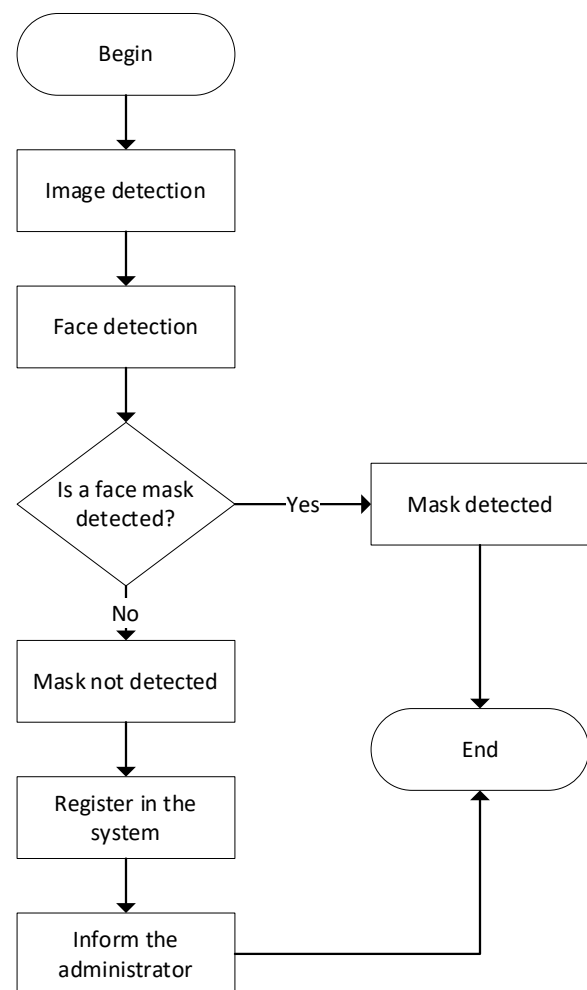 Begin
Image detection
Face detection
Is a face mask
detected?
Yes
Mask detected
No
Mask not detected
End
Register in the
system
Inform the
administrator